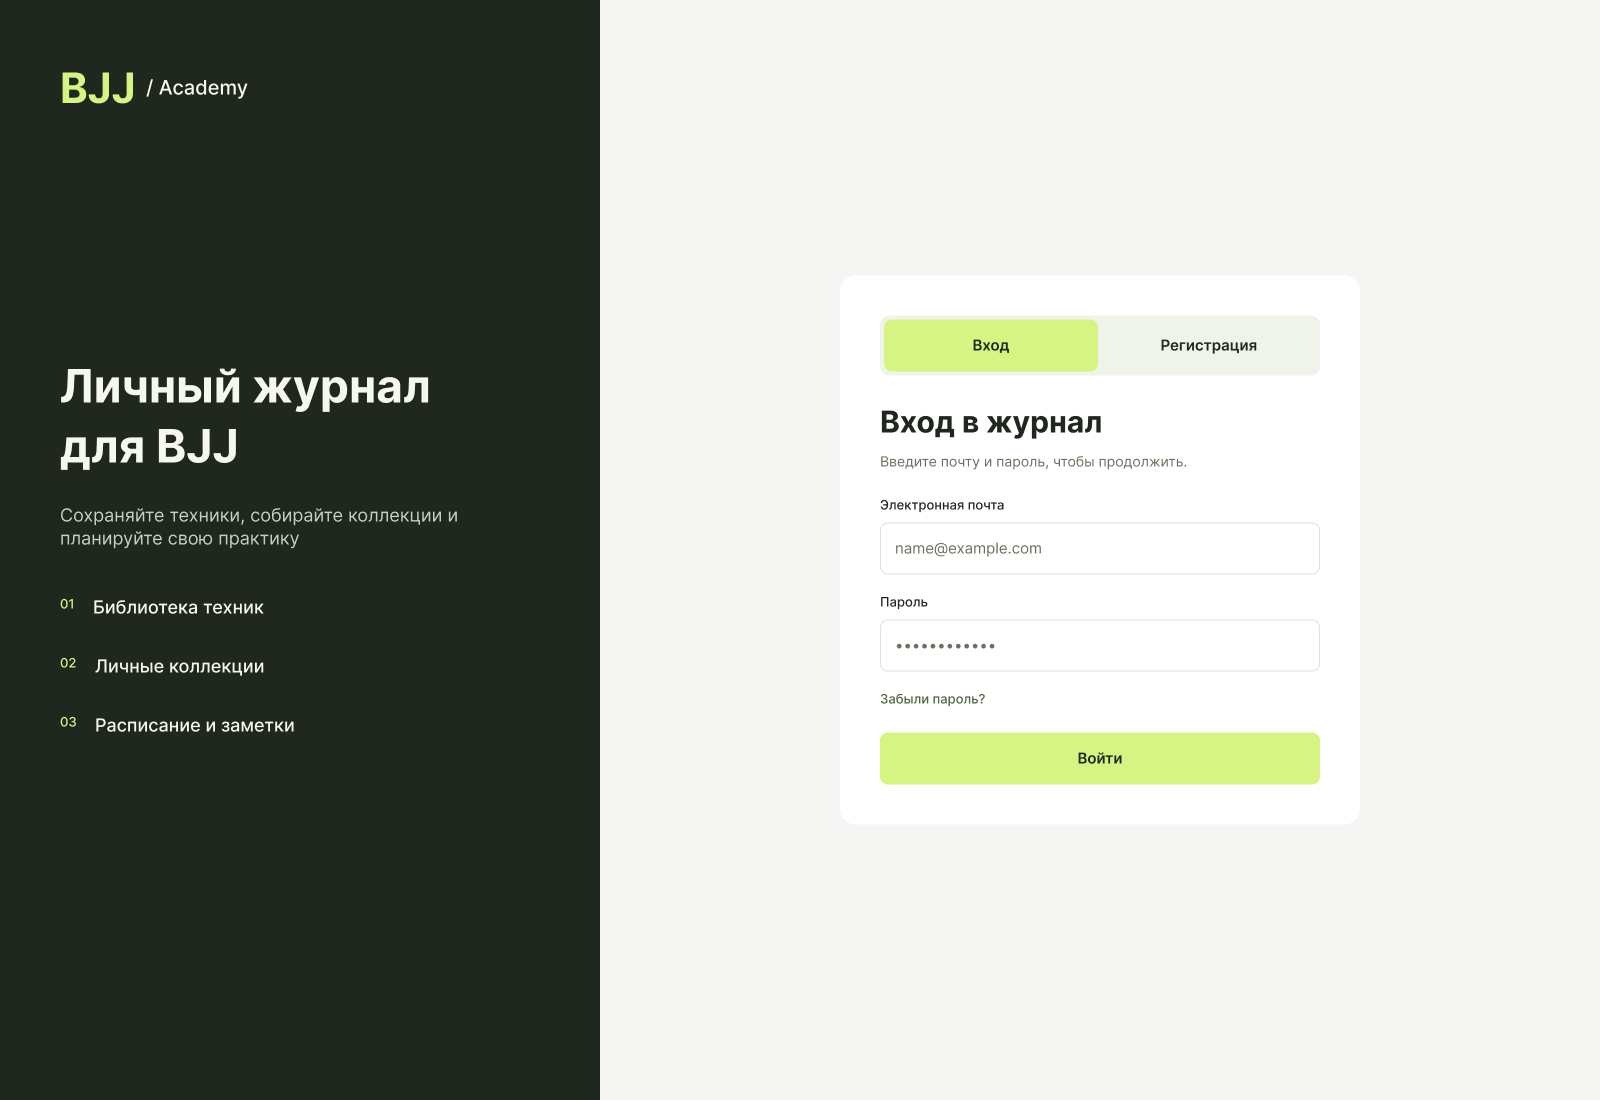 BJJ / Academy
Личный журнал
для BJJ
Сохраняйте техники, собирайте коллекции и
планируйте свою практику
01 Библиотека техник
02 Личные коллекции
03 Расписание и заметки
Вход
Регистрация
Вход в журнал
Введите почту и пароль, чтобы продолжить.
Электронная почта
name@example.com
Пароль
••••••••••••
Забыли пароль?
Войти